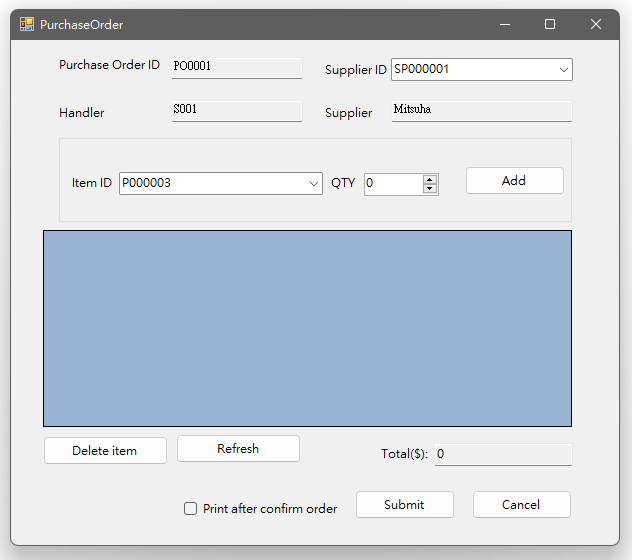 PurchaseOrder
Purchase Order ID PO0001 Supplier ID SP000001
Handler S001 Supplier Mitsuha
Item ID P000003 QTY 0 Add
Delete item Refresh Total($): 0
Print after confirm order Submit Cancel